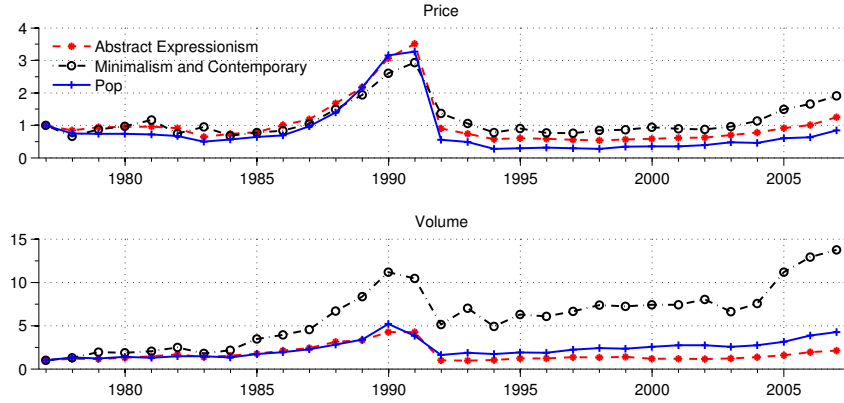 Price
4
3
2
1
0
Abstract Expressionism
Minimalism and Contemporary
Pop
1980 1985 1990 1995 2000 2005
Volume
15
10
5
0
1980 1985 1990 1995 2000 2005